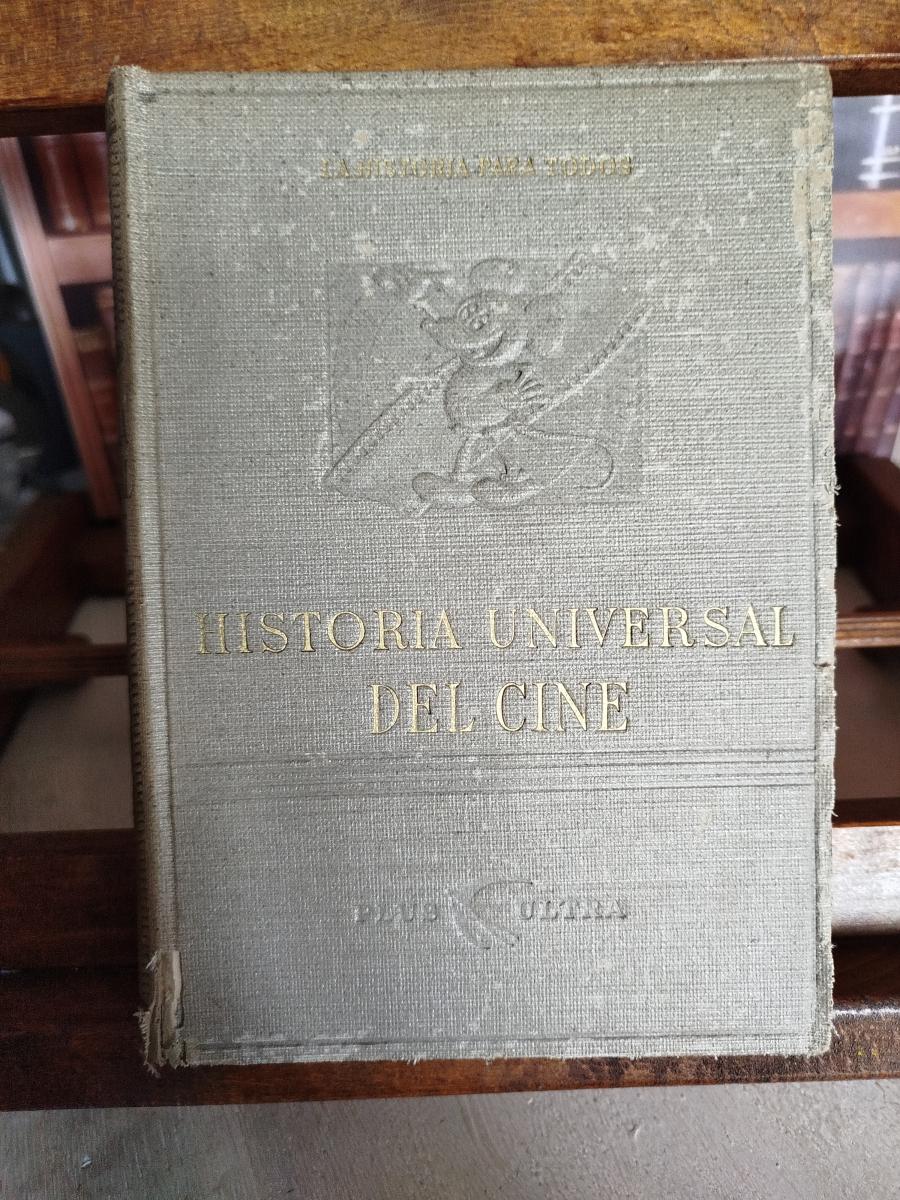 LA HISTORIA PARA TODOS
HISTORIA UNIVERSAL
DEL CINE
PLUS ULTRA